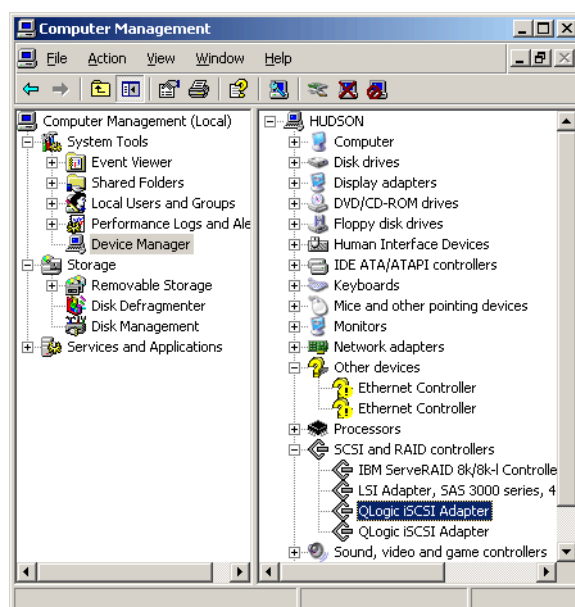 Computer Management
File Action View Window Help
Computer Management (Local)
System Tools
Event Viewer
Shared Folders
Local Users and Groups
Performance Logs and Ale
Device Manager
Storage
Removable Storage
Disk Defragmenter
Disk Management
Services and Applications
HUDSON
Computer
Disk drives
Display adapters
DVD/CD-ROM drives
Floppy disk drives
Human Interface Devices
IDE ATA/ATAPI controllers
Keyboards
Mice and other pointing devices
Monitors
Network adapters
Other devices
Ethernet Controller
Ethernet Controller
Processors
SCSI and RAID controllers
IBM ServeRAID 8k/8k-l Controlle
LSI Adapter, SAS 3000 series, 4
QLogic iSCSI Adapter
QLogic iSCSI Adapter
Sound, video and game controllers